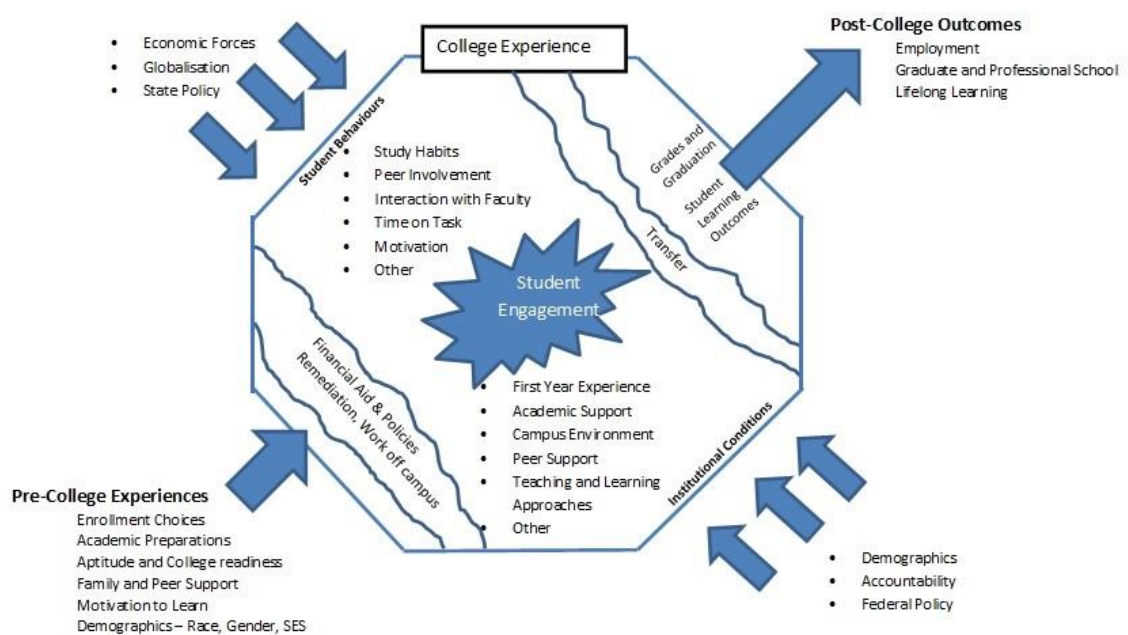 College Experience
Post-College Outcomes
Employment
Graduate and Professional School
Lifelong Learning
• Economic Forces
• Globalisation
• State Policy
Student Behaviours
• Study Habits
• Peer Involvement
• Interaction with Faculty
• Time on Task
• Motivation
• Other
Grades and
Graduation
Student
Learning
Outcomes
Transfer
Student
Engagement
Financial Aid & Policies
Remediation, Work off campus
• First Year Experience
• Academic Support
• Campus Environment
• Peer Support
• Teaching and Learning
Approaches
• Other
Institutional Conditions
Pre-College Experiences
Enrollment Choices
Academic Preparations
Aptitude and College readiness
Family and Peer Support
Motivation to Learn
Demographics – Race, Gender, SES
• Demographics
• Accountability
• Federal Policy